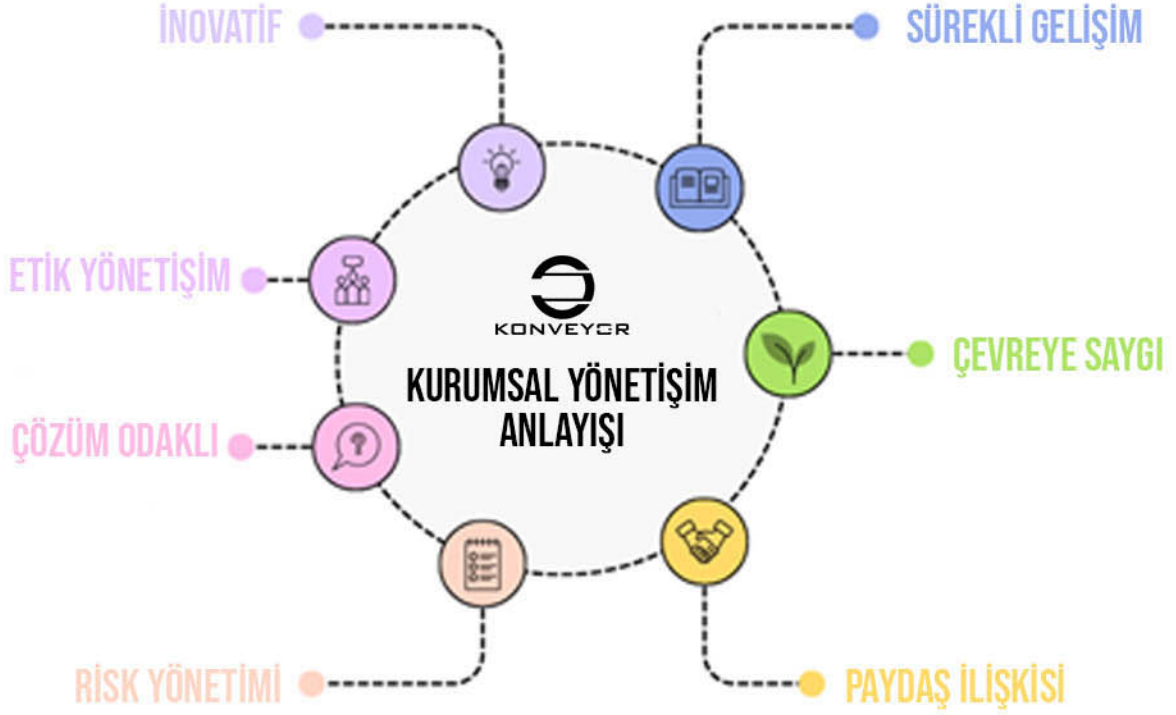 İNOVATİF
SÜREKLİ GELİŞİM
ETİK YÖNETİŞİM
KONVEYOR
KURUMSAL YÖNETİŞİM
ANLAYIŞI
ÇEVREYE SAYGI
ÇÖZÜM ODAKLI
RİSK YÖNETİMİ
PAYDAŞ İLİŞKİSİ